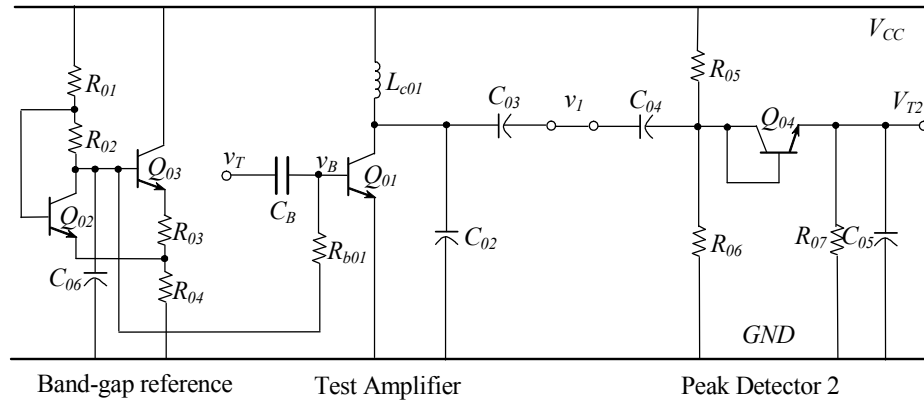 V_CC
R_01
R_02
Q_03
Q_02
C_06
R_03
R_04
v_T
C_B
v_B
R_b01
L_c01
Q_01
C_02
C_03
v_1
C_04
R_05
Q_04
V_T2
R_06
R_07
C_05
GND
Band-gap reference
Test Amplifier
Peak Detector 2